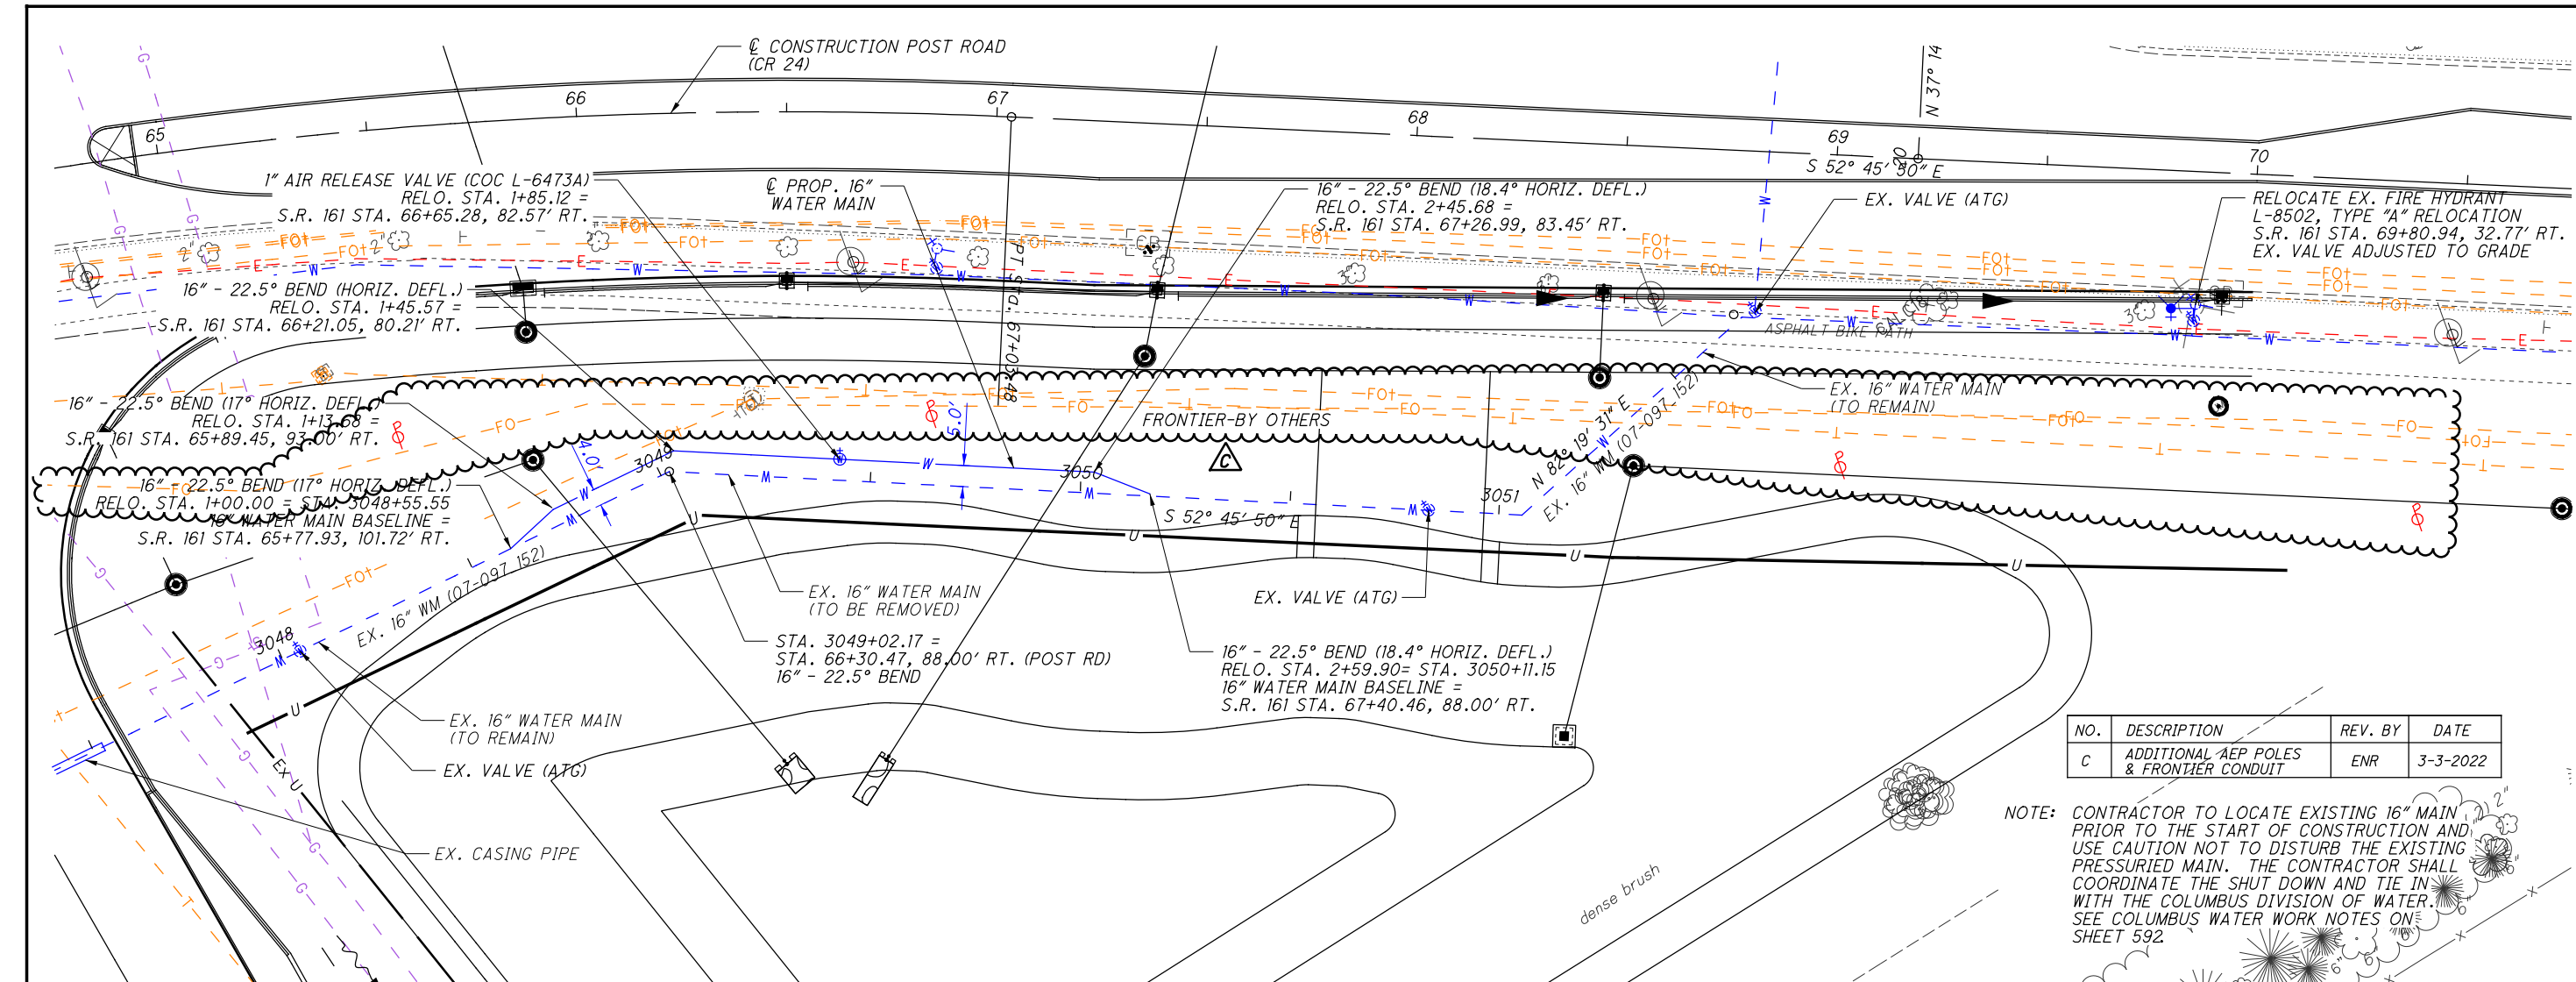 ℄ CONSTRUCTION POST ROAD
(CR 24)
65
66
67
68
69
70
N 37° 14
20
S 52° 45' 50" E
1" AIR RELEASE VALVE (COC L-6473A)
RELO. STA. 1+85.12 =
S.R. 161 STA. 66+65.28, 82.57' RT.
℄ PROP. 16"
WATER MAIN
16" - 22.5° BEND (18.4° HORIZ. DEFL.)
RELO. STA. 2+45.68 =
S.R. 161 STA. 67+26.99, 83.45' RT.
EX. VALVE (ATG)
RELOCATE EX. FIRE HYDRANT
L-8502, TYPE "A" RELOCATION
S.R. 161 STA. 69+80.94, 32.77' RT.
EX. VALVE ADJUSTED TO GRADE
PT Sta. 67+03.48
CB
2"
2"
3"
3"
16" - 22.5° BEND (HORIZ. DEFL.)
RELO. STA. 1+45.57 =
S.R. 161 STA. 66+21.05, 80.21' RT.
ASPHALT BIKE PATH
EX. 16" WATER MAIN
(TO REMAIN)
16" - 22.5° BEND (17° HORIZ. DEFL.)
RELO. STA. 1+13.68 =
S.R. 161 STA. 65+89.45, 93.00' RT.
FRONTIER-BY OTHERS
C
5.0'
4.0'
3049
3050
3051
N 82° 19' 31" E
EX. 16" WM (07-097 152)
16" - 22.5° BEND (17° HORIZ. DEFL.)
RELO. STA. 1+00.00 = STA. 3048+55.55
16" WATER MAIN BASELINE =
S.R. 161 STA. 65+77.93, 101.72' RT.
S 52° 45' 50" E
EX. 16" WM (07-097 152)
3048
EX. 16" WATER MAIN
(TO BE REMOVED)
EX. VALVE (ATG)
STA. 3049+02.17 =
STA. 66+30.47, 88.00' RT. (POST RD)
16" - 22.5° BEND
16" - 22.5° BEND (18.4° HORIZ. DEFL.)
RELO. STA. 2+59.90= STA. 3050+11.15
16" WATER MAIN BASELINE =
S.R. 161 STA. 67+40.46, 88.00' RT.
EX. 16" WATER MAIN
(TO REMAIN)
EX. VALVE (ATG)
EX U
EX. CASING PIPE
dense brush
NO. DESCRIPTION REV. BY DATE
C ADDITIONAL AEP POLES & FRONTIER CONDUIT ENR 3-3-2022
NOTE: CONTRACTOR TO LOCATE EXISTING 16" MAIN
PRIOR TO THE START OF CONSTRUCTION AND
USE CAUTION NOT TO DISTURB THE EXISTING
PRESSURIED MAIN. THE CONTRACTOR SHALL
COORDINATE THE SHUT DOWN AND TIE IN
WITH THE COLUMBUS DIVISION OF WATER.
SEE COLUMBUS WATER WORK NOTES ON
SHEET 592.